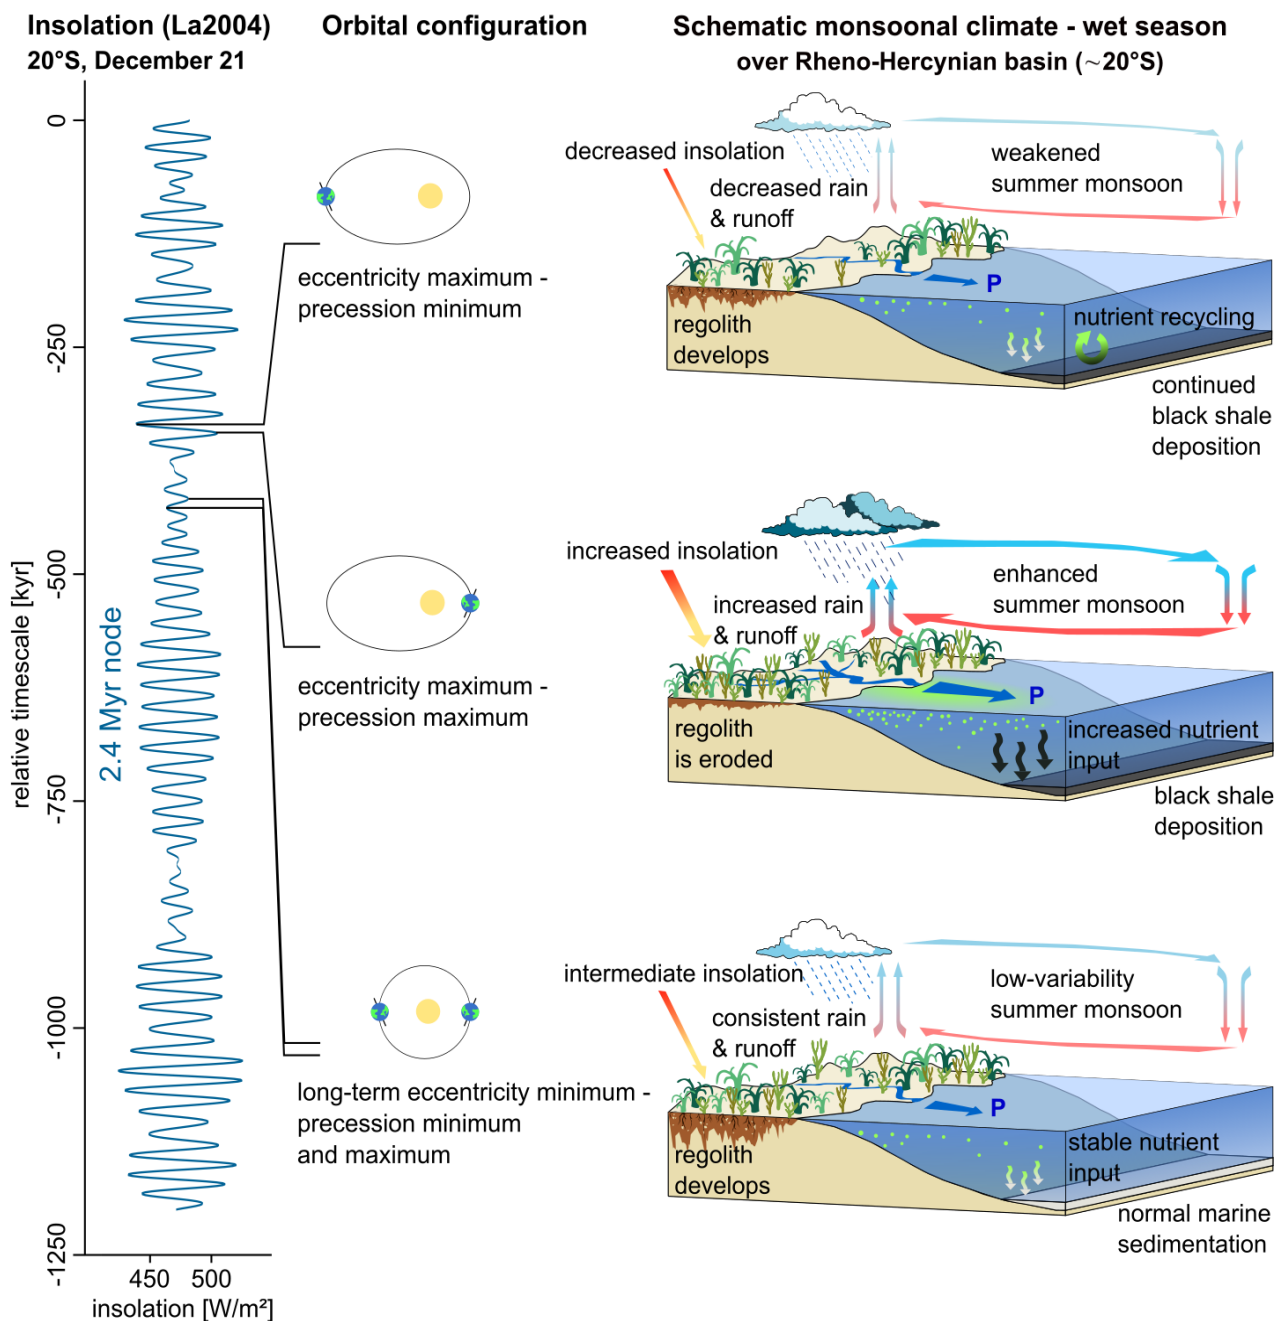 Insolation (La2004)
20°S, December 21
Orbital configuration
Schematic monsoonal climate - wet season
over Rheno-Hercynian basin (~20°S)
0
-250
-500
-750
-1000
-1250
relative timescale [kyr]
2.4 Myr node
450 500
insolation [W/m²]
eccentricity maximum -
precession minimum
eccentricity maximum -
precession maximum
long-term eccentricity minimum -
precession minimum
and maximum
decreased insolation
decreased rain
& runoff
weakened
summer monsoon
P
regolith
develops
nutrient recycling
continued
black shale
deposition
increased insolation
increased rain
& runoff
enhanced
summer monsoon
P
regolith
is eroded
increased nutrient
input
black shale
deposition
intermediate insolation
consistent rain
& runoff
low-variability
summer monsoon
P
regolith
develops
stable nutrient
input
normal marine
sedimentation